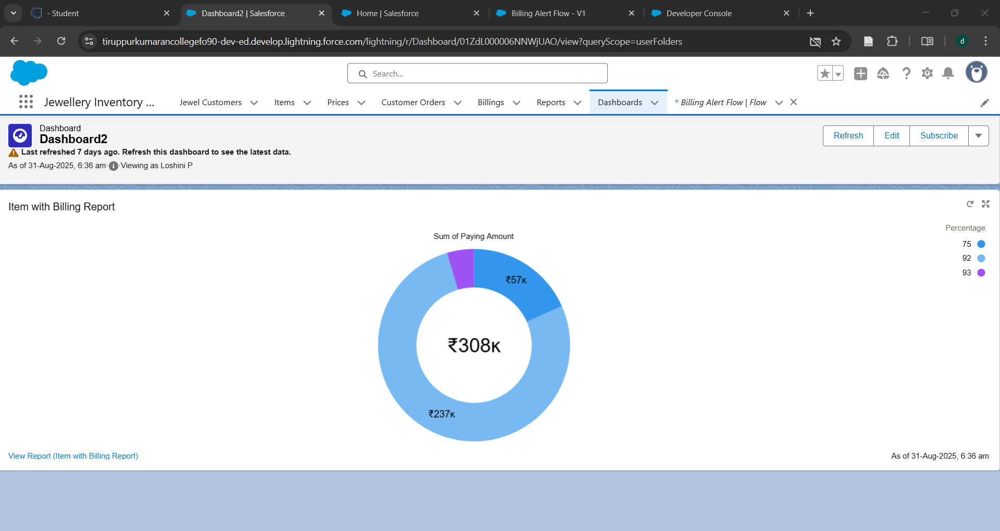 - Student
Dashboard2 | Salesforce
Home | Salesforce
Billing Alert Flow - V1
Developer Console
tiruppurkumarancollegefo90-dev-ed.develop.lightning.force.com/lightning/r/Dashboard/01ZdL000006NNWjUAO/view?queryScope=userFolders
d
Search...
Jewellery Inventory ...
Jewel Customers
Items
Prices
Customer Orders
Billings
Reports
Dashboards
* Billing Alert Flow | Flow
Dashboard
Dashboard2
Last refreshed 7 days ago. Refresh this dashboard to see the latest data.
As of 31-Aug-2025, 6:36 am·Viewing as Loshini P
Refresh
Edit
Subscribe
Item with Billing Report
Sum of Paying Amount
Percentage
75
92
93
₹57K
₹308K
₹237K
View Report (Item with Billing Report)
As of 31-Aug-2025, 6:36 am